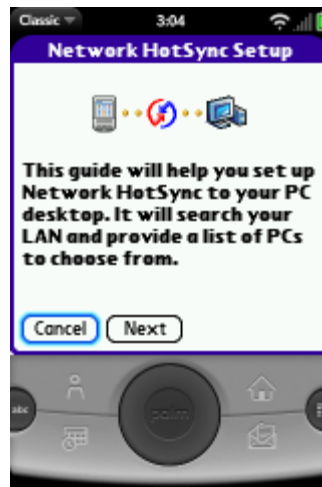 Classic
3:04
Network HotSync Setup
This guide will help you set up
Network HotSync to your PC
desktop. It will search your
LAN and provide a list of PCs
to choose from.
Cancel Next
abc
palm